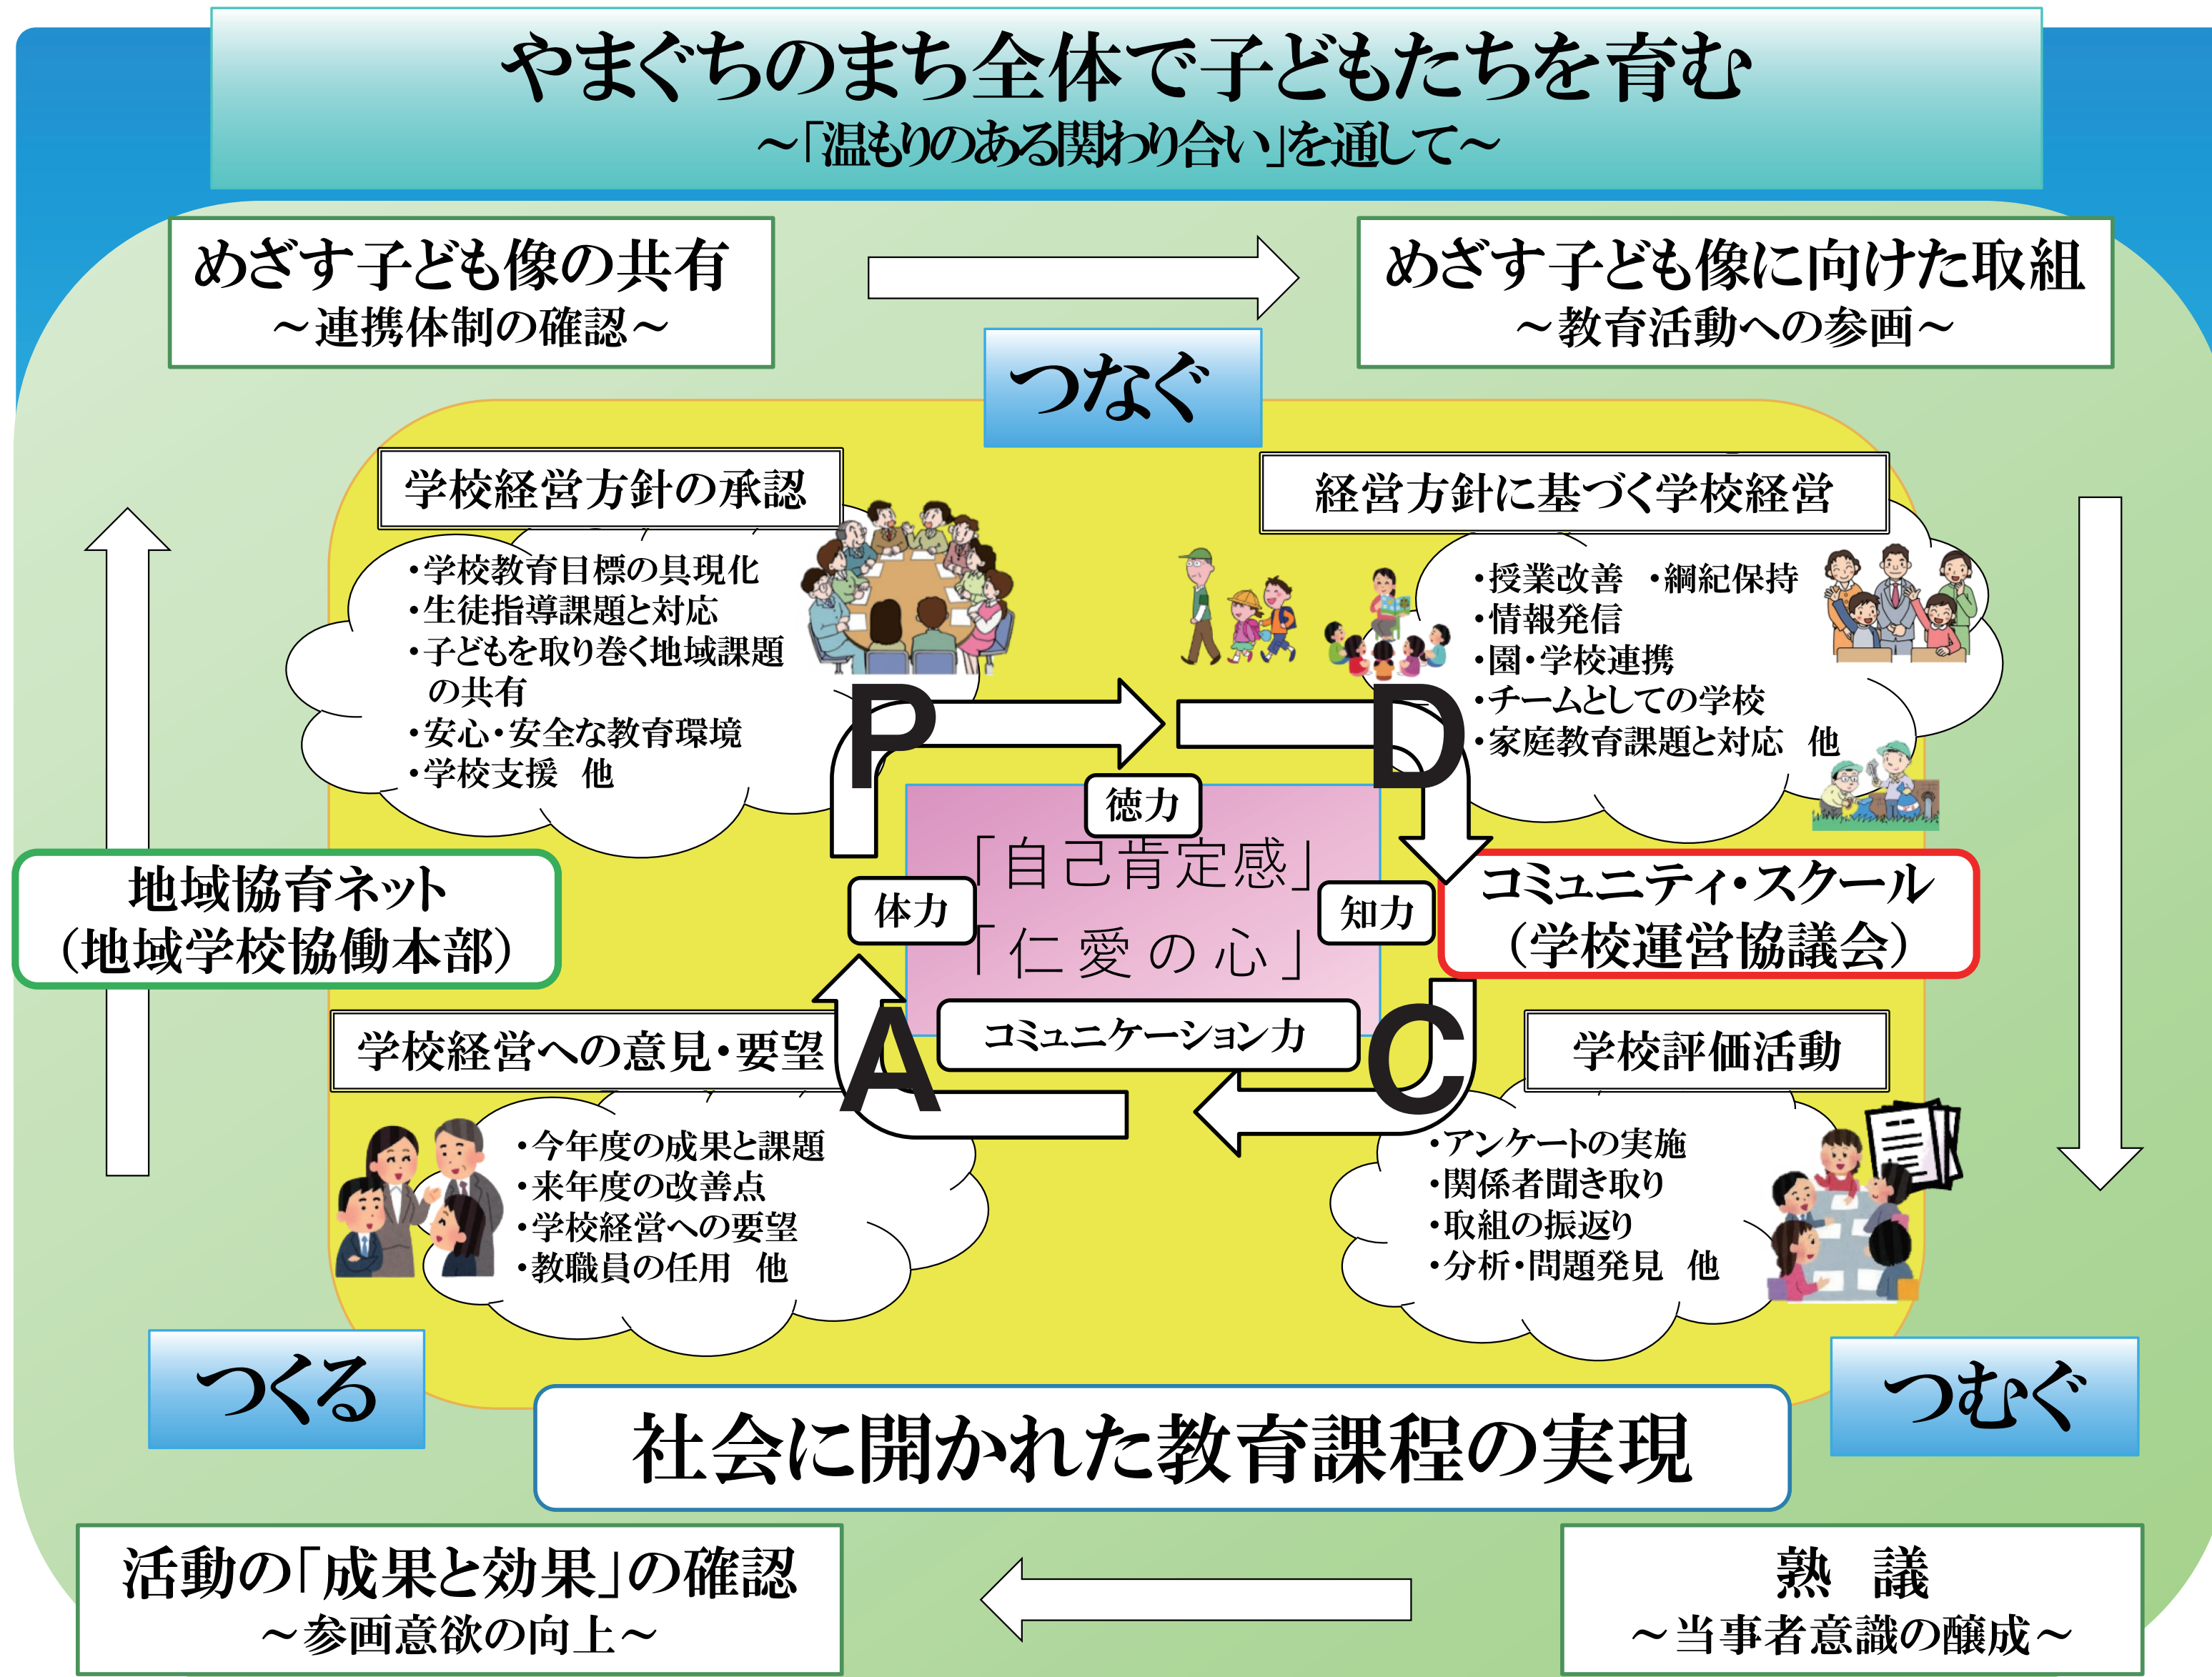 やまぐちのまち全体で子どもたちを育む
～「温もりのある関わり合い」を通して～
めざす子ども像の共有
～連携体制の確認～
めざす子ども像に向けた取組
～教育活動への参画～
つなぐ
学校経営方針の承認
・学校教育目標の具現化
・生徒指導課題と対応
・子どもを取り巻く地域課題
の共有
・安心・安全な教育環境
・学校支援　他
経営方針に基づく学校経営
・授業改善　・綱紀保持
・情報発信
・園・学校連携
・チームとしての学校
・家庭教育課題と対応　他
P
D
徳力
「自己肯定感」
体力
知力
「仁愛の心」
コミュニケーション力
地域協育ネット
（地域学校協働本部）
コミュニティ・スクール
（学校運営協議会）
A
C
学校経営への意見・要望
・今年度の成果と課題
・来年度の改善点
・学校経営への要望
・教職員の任用　他
学校評価活動
・アンケートの実施
・関係者聞き取り
・取組の振返り
・分析・問題発見　他
つくる
つむぐ
社会に開かれた教育課程の実現
活動の「成果と効果」の確認
～参画意欲の向上～
熟　議
～当事者意識の醸成～